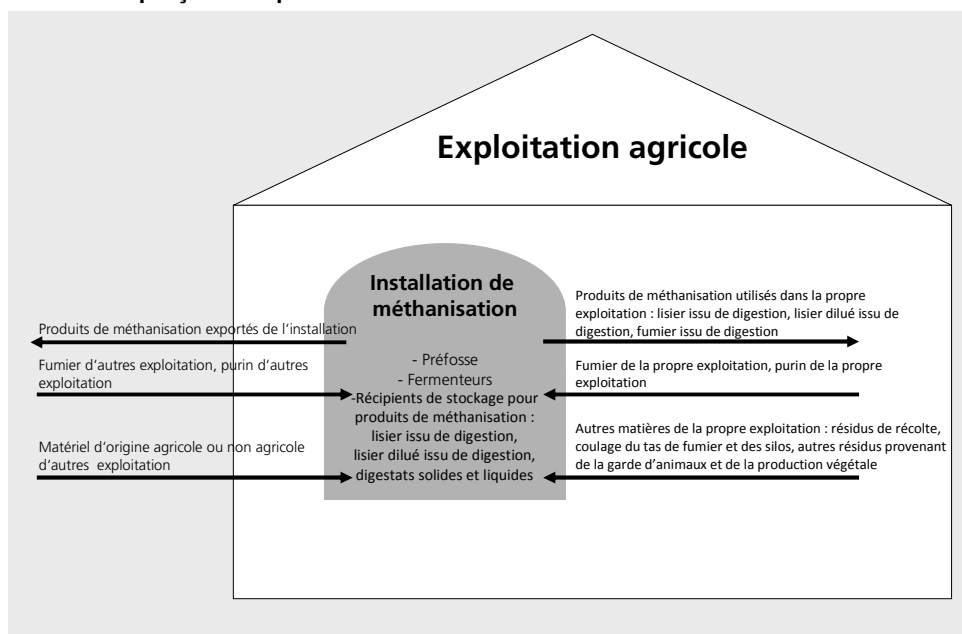 Exploitation agricole
Installation de
méthanisation
- Préfosse
- Fermenteurs
-Récipients de stockage pour
produits de méthanisation :
lisier issu de digestion,
lisier dilué issu de digestion,
digestats solides et liquides
Produits de méthanisation exportés de l'installation
Fumier d'autres exploitation, purin d'autres
exploitation
Matériel d'origine agricole ou non agricole
d'autres exploitation
Produits de méthanisation utilisés dans la propre
exploitation : lisier issu de digestion, lisier dilué issu de
digestion, fumier issu de digestion
Fumier de la propre exploitation, purin de la propre
exploitation
Autres matières de la propre exploitation : résidus de récolte,
coulage du tas de fumier et des silos, autres résidus provenant
de la garde d'animaux et de la production végétale